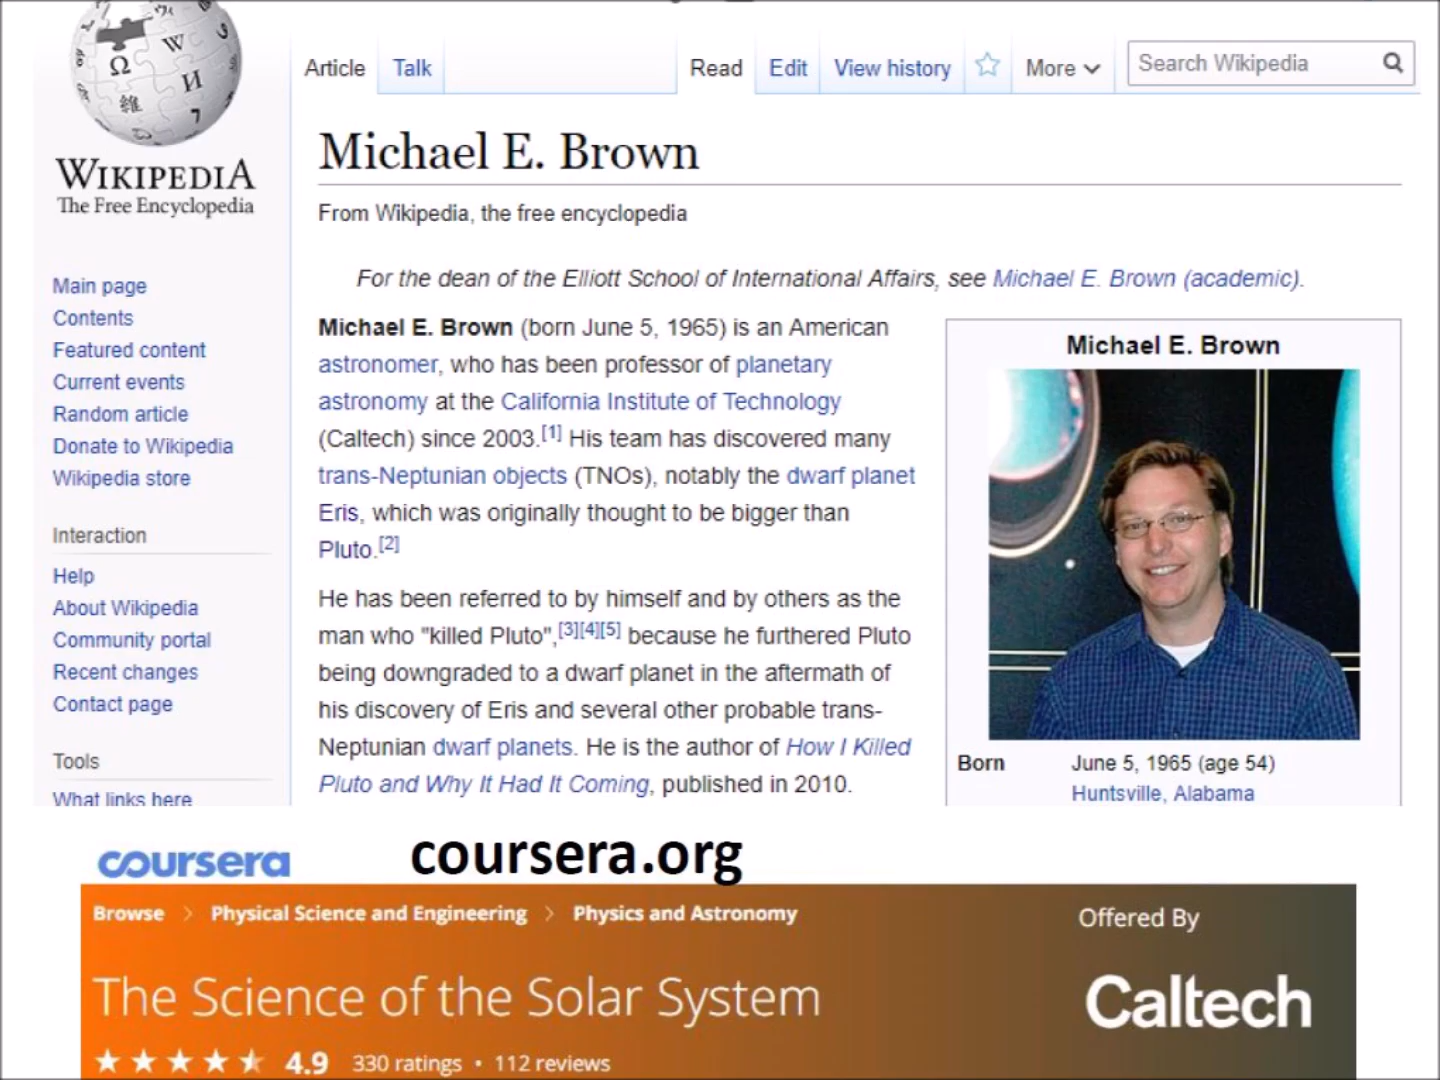 Article
Talk
Read
Edit
View history
More
Search Wikipedia
Ω
W
И
維
7
WIKIPEDIA
The Free Encyclopedia
Main page
Contents
Featured content
Current events
Random article
Donate to Wikipedia
Wikipedia store
Interaction
Help
About Wikipedia
Community portal
Recent changes
Contact page
Tools
What links here
Michael E. Brown
From Wikipedia, the free encyclopedia
For the dean of the Elliott School of International Affairs, see Michael E. Brown (academic).
Michael E. Brown (born June 5, 1965) is an American
astronomer, who has been professor of planetary
astronomy at the California Institute of Technology
(Caltech) since 2003.[1] His team has discovered many
trans-Neptunian objects (TNOs), notably the dwarf planet
Eris, which was originally thought to be bigger than
Pluto.[2]
He has been referred to by himself and by others as the
man who "killed Pluto",[3][4][5] because he furthered Pluto
being downgraded to a dwarf planet in the aftermath of
his discovery of Eris and several other probable trans-
Neptunian dwarf planets. He is the author of How I Killed
Pluto and Why It Had It Coming, published in 2010.
Michael E. Brown
Born June 5, 1965 (age 54)
Huntsville, Alabama
coursera
coursera.org
Browse > Physical Science and Engineering > Physics and Astronomy
Offered By
The Science of the Solar System
Caltech
4.9 330 ratings • 112 reviews